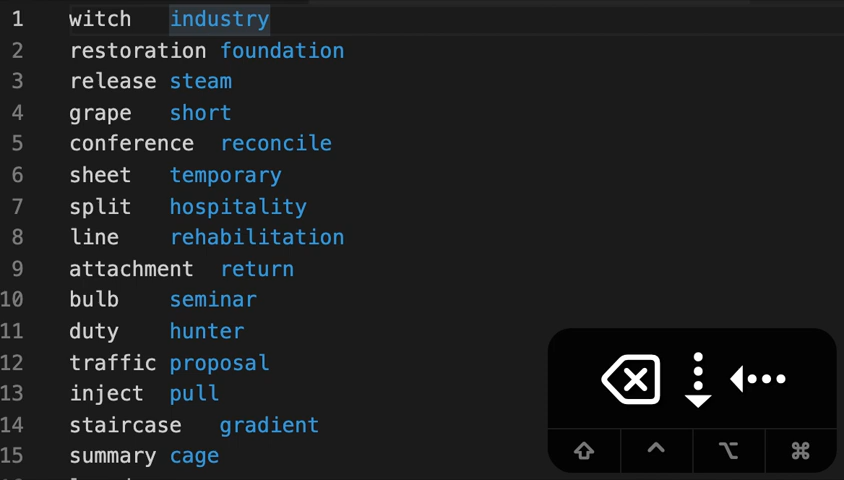 1 witch industry
2 restoration foundation
3 release steam
4 grape short
5 conference reconcile
6 sheet temporary
7 split hospitality
8 line rehabilitation
9 attachment return
10 bulb seminar
11 duty hunter
12 traffic proposal
13 inject pull
14 staircase gradient
15 summary cage